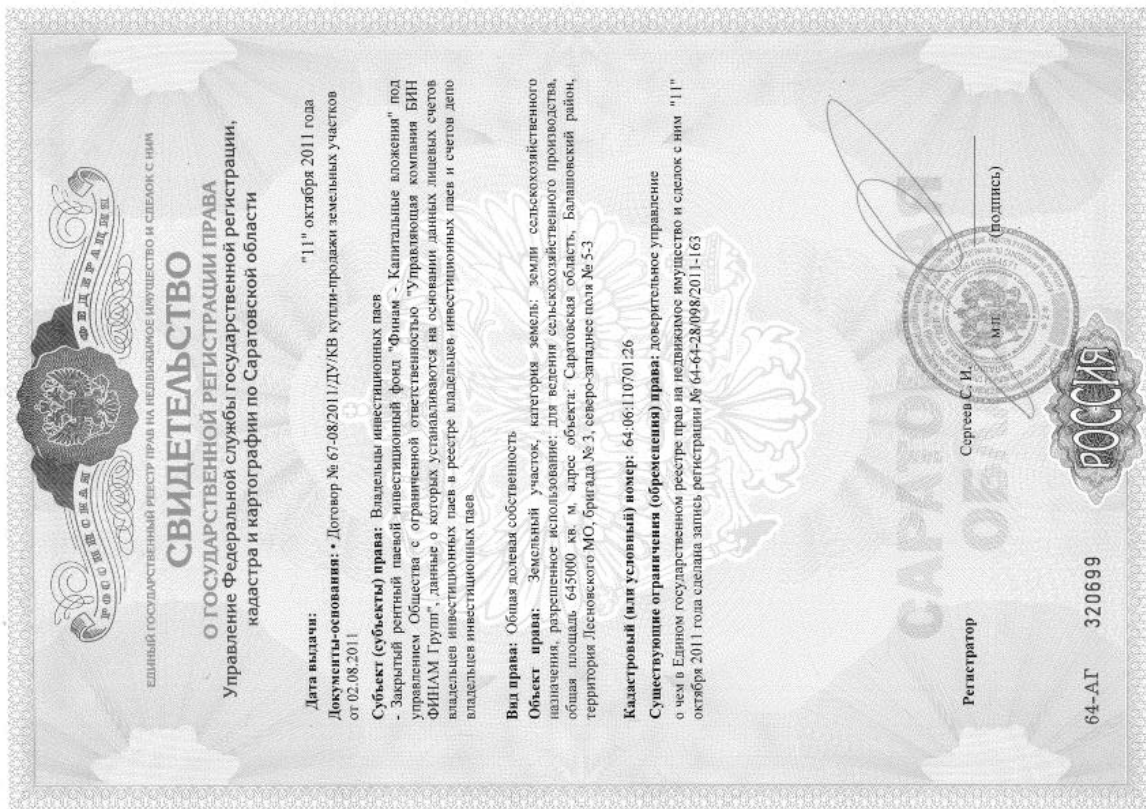 РОССИЙСКАЯ ФЕДЕРАЦИЯ
ЕДИНЫЙ ГОСУДАРСТВЕННЫЙ РЕЕСТР ПРАВ НА НЕДВИЖИМОЕ ИМУЩЕСТВО И СДЕЛОК С НИМ
СВИДЕТЕЛЬСТВО
О ГОСУДАРСТВЕННОЙ РЕГИСТРАЦИИ ПРАВА
Управление Федеральной службы государственной регистрации,
кадастра и картографии по Саратовской области
Дата выдачи: "11" октября 2011 года
Документы-основания: • Договор № 67-08/2011/ДУ/КВ купли-продажи земельных участков
от 02.08.2011
Субъект (субъекты) права: Владельцы инвестиционных паев
- Закрытый рентный паевой инвестиционный фонд "Финам - Капитальные вложения" под
управлением Общества с ограниченной ответственностью "Управляющая компания БИН
ФИНАМ Групп", данные о которых устанавливаются на основании данных лицевых счетов
владельцев инвестиционных паев в реестре владельцев инвестиционных паев и счетов депо
владельцев инвестиционных паев
Вид права: Общая долевая собственность
Объект права: Земельный участок, категория земель: земли сельскохозяйственного
назначения, разрешенное использование: для ведения сельскохозяйственного производства,
общая площадь 645000 кв. м, адрес объекта: Саратовская область, Балашовский район,
территория Лесновского МО, бригада № 3, северо-западнее поля № 5-3
Кадастровый (или условный) номер: 64:06:110701:26
Существующие ограничения (обременения) права: доверительное управление
о чем в Едином государственном реестре прав на недвижимое имущество и сделок с ним "11"
октября 2011 года сделана запись регистрации № 64-64-28/098/2011-163
Регистратор Сергеев С. И.
(подпись)
М.П.
РОССИЯ
64-АГ 320699